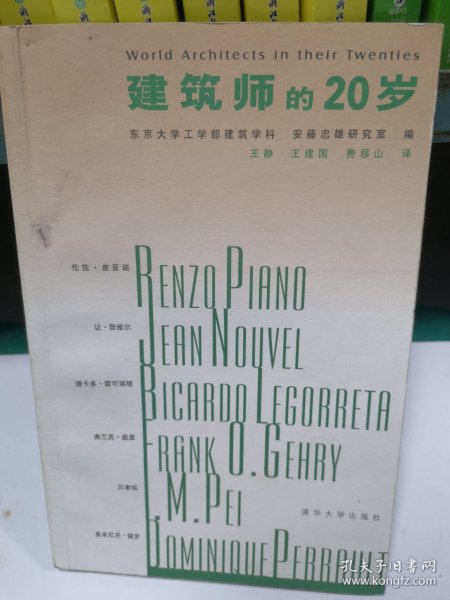 World Architects in their Twenties
建筑师的20岁
东京大学工学部建筑学科 安藤忠雄研究室 编
王静 王建国 费移山 译
伦佐·皮亚诺 RENZO PIANO
让·努维尔 JEAN NOUVEL
理卡多·雷可瑞塔 RICARDO LEGORRETA
弗兰克·盖里 FRANK O. GEHRY
贝聿铭 I.M.PEI
清华大学出版社
多米尼克·佩罗 DOMINIQUE PERRAULT
孔夫子旧书网
kongfz.com